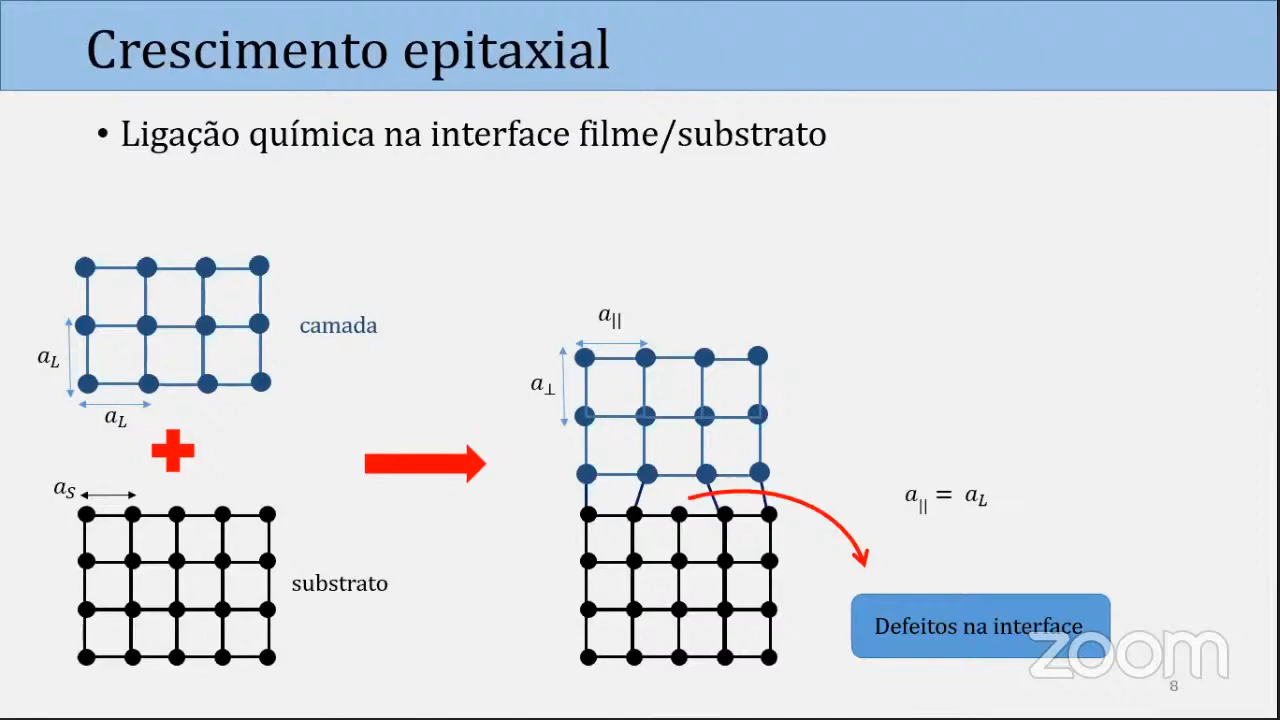 Crescimento epitaxial
• Ligação química na interface filme/substrato
camada
a_L
a_L
a_S
substrato
a_||
a_⊥
a_|| = a_L
Defeitos na interface
zoom
8